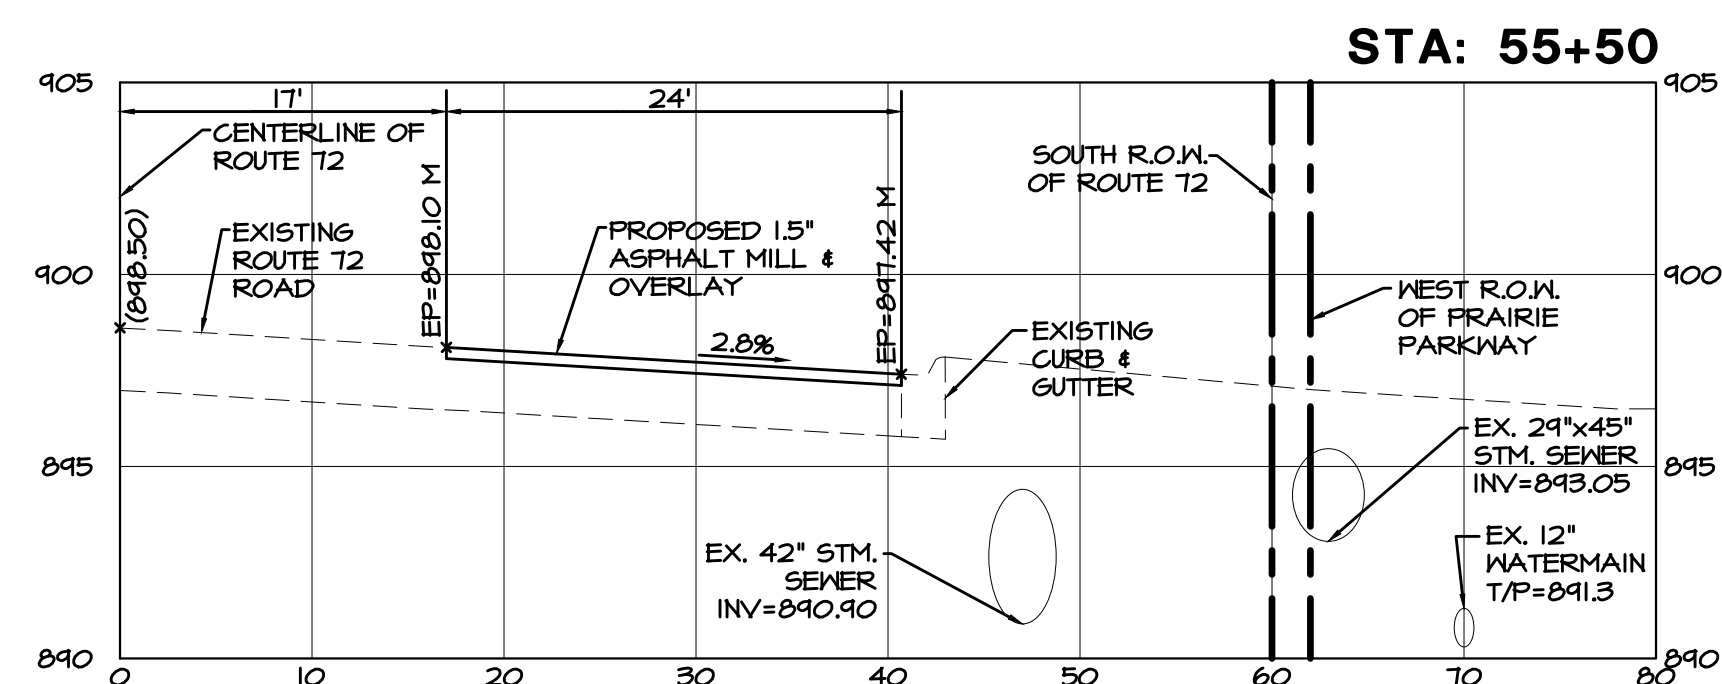 STA: 55+50
905
905
17'
24'
CENTERLINE OF
ROUTE 72
SOUTH R.O.W.
OF ROUTE 72
(898.50)
EXISTING
ROUTE 72
ROAD
EP=898.10 M
PROPOSED 1.5"
ASPHALT MILL &
OVERLAY
EP=897.42 M
900
900
WEST R.O.W.
OF PRAIRIE
PARKWAY
2.8%
EXISTING
CURB &
GUTTER
EX. 29"x45"
STM. SEWER
INV=893.05
895
895
EX. 42" STM.
SEWER
INV=890.90
EX. 12"
WATERMAIN
T/P=891.3
890
890
0
10
20
30
40
50
60
70
80